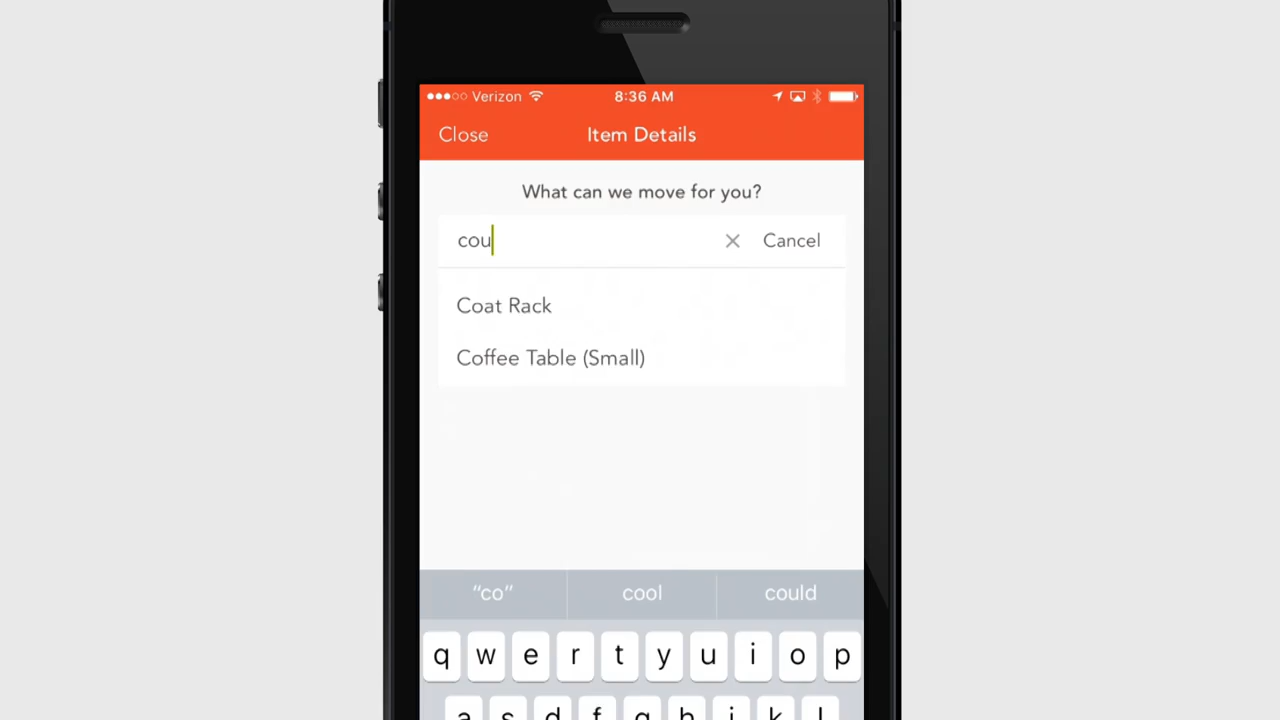 Verizon 8:36 AM
Close Item Details
What can we move for you?
cou Cancel
Coat Rack
Coffee Table (Small)
“co” cool could
q w e r t y u i o p
a s d f g h j k l